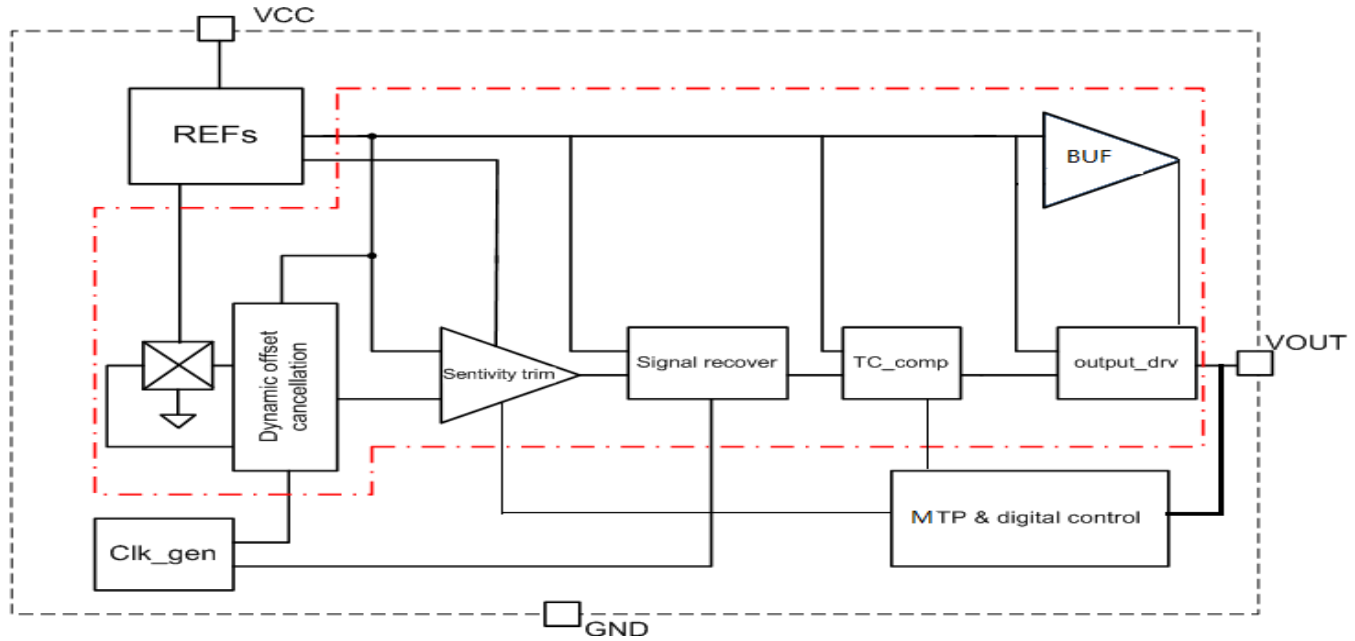 VCC
REFs
BUF
Dynamic offset
cancellation
Sentivity trim
Signal recover
TC_comp
output_drv
VOUT
MTP & digital control
Clk_gen
GND